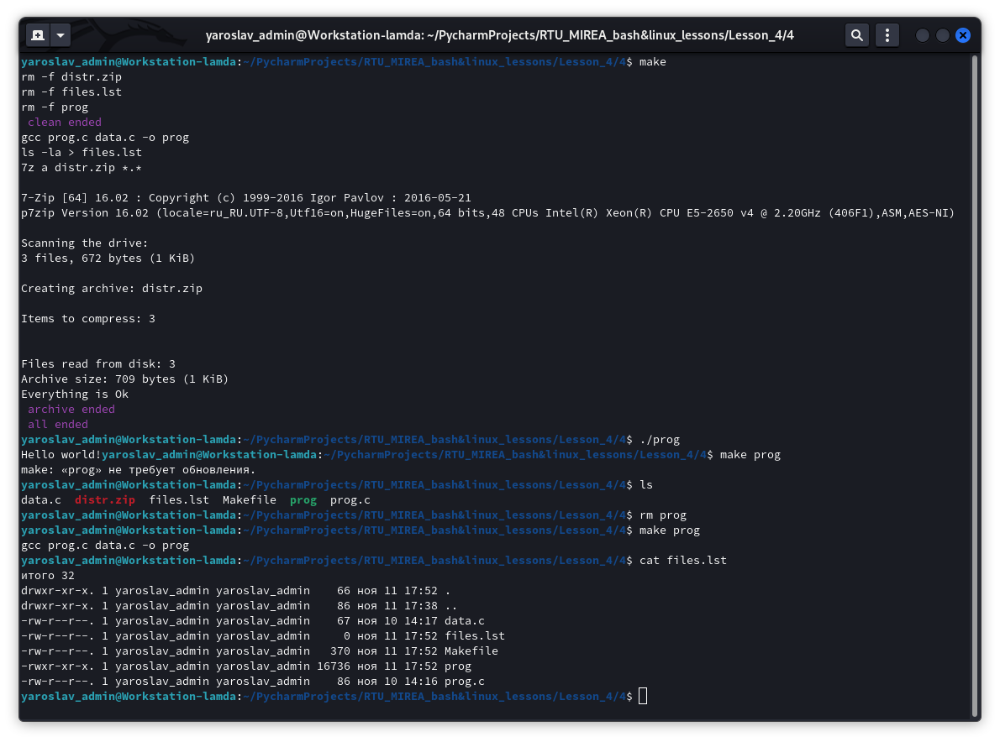 yaroslav_admin@Workstation-lamda: ~/PycharmProjects/RTU_MIREA_bash&linux_lessons/Lesson_4/4
yaroslav_admin@Workstation-lamda:~/PycharmProjects/RTU_MIREA_bash&linux_lessons/Lesson_4/4$ make
rm -f distr.zip
rm -f files.lst
rm -f prog
 clean ended
gcc prog.c data.c -o prog
ls -la > files.lst
7z a distr.zip *.*

7-Zip [64] 16.02 : Copyright (c) 1999-2016 Igor Pavlov : 2016-05-21
p7zip Version 16.02 (locale=ru_RU.UTF-8,Utf16=on,HugeFiles=on,64 bits,48 CPUs Intel(R) Xeon(R) CPU E5-2650 v4 @ 2.20GHz (406F1),ASM,AES-NI)

Scanning the drive:
3 files, 672 bytes (1 KiB)

Creating archive: distr.zip

Items to compress: 3


Files read from disk: 3
Archive size: 709 bytes (1 KiB)
Everything is Ok
 archive ended
 all ended
yaroslav_admin@Workstation-lamda:~/PycharmProjects/RTU_MIREA_bash&linux_lessons/Lesson_4/4$ ./prog
Hello world!yaroslav_admin@Workstation-lamda:~/PycharmProjects/RTU_MIREA_bash&linux_lessons/Lesson_4/4$ make prog
make: «prog» не требует обновления.
yaroslav_admin@Workstation-lamda:~/PycharmProjects/RTU_MIREA_bash&linux_lessons/Lesson_4/4$ ls
data.c  distr.zip  files.lst  Makefile  prog  prog.c
yaroslav_admin@Workstation-lamda:~/PycharmProjects/RTU_MIREA_bash&linux_lessons/Lesson_4/4$ rm prog
yaroslav_admin@Workstation-lamda:~/PycharmProjects/RTU_MIREA_bash&linux_lessons/Lesson_4/4$ make prog
gcc prog.c data.c -o prog
yaroslav_admin@Workstation-lamda:~/PycharmProjects/RTU_MIREA_bash&linux_lessons/Lesson_4/4$ cat files.lst
итого 32
drwxr-xr-x. 1 yaroslav_admin yaroslav_admin    66 ноя 11 17:52 .
drwxr-xr-x. 1 yaroslav_admin yaroslav_admin    86 ноя 11 17:38 ..
-rw-r--r--. 1 yaroslav_admin yaroslav_admin    67 ноя 10 14:17 data.c
-rw-r--r--. 1 yaroslav_admin yaroslav_admin     0 ноя 11 17:52 files.lst
-rw-r--r--. 1 yaroslav_admin yaroslav_admin   370 ноя 11 17:52 Makefile
-rwxr-xr-x. 1 yaroslav_admin yaroslav_admin 16736 ноя 11 17:52 prog
-rw-r--r--. 1 yaroslav_admin yaroslav_admin    86 ноя 10 14:16 prog.c
yaroslav_admin@Workstation-lamda:~/PycharmProjects/RTU_MIREA_bash&linux_lessons/Lesson_4/4$